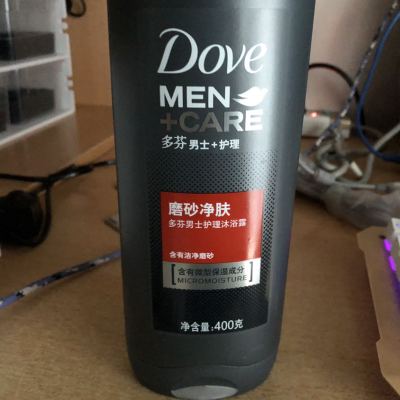 Dove
MEN
+CARE
多芬男士+护理
磨砂净肤
多芬男士护理沐浴露
含有洁净磨砂
含有微型保湿成分
MICROMOISTURE
净含量:400克